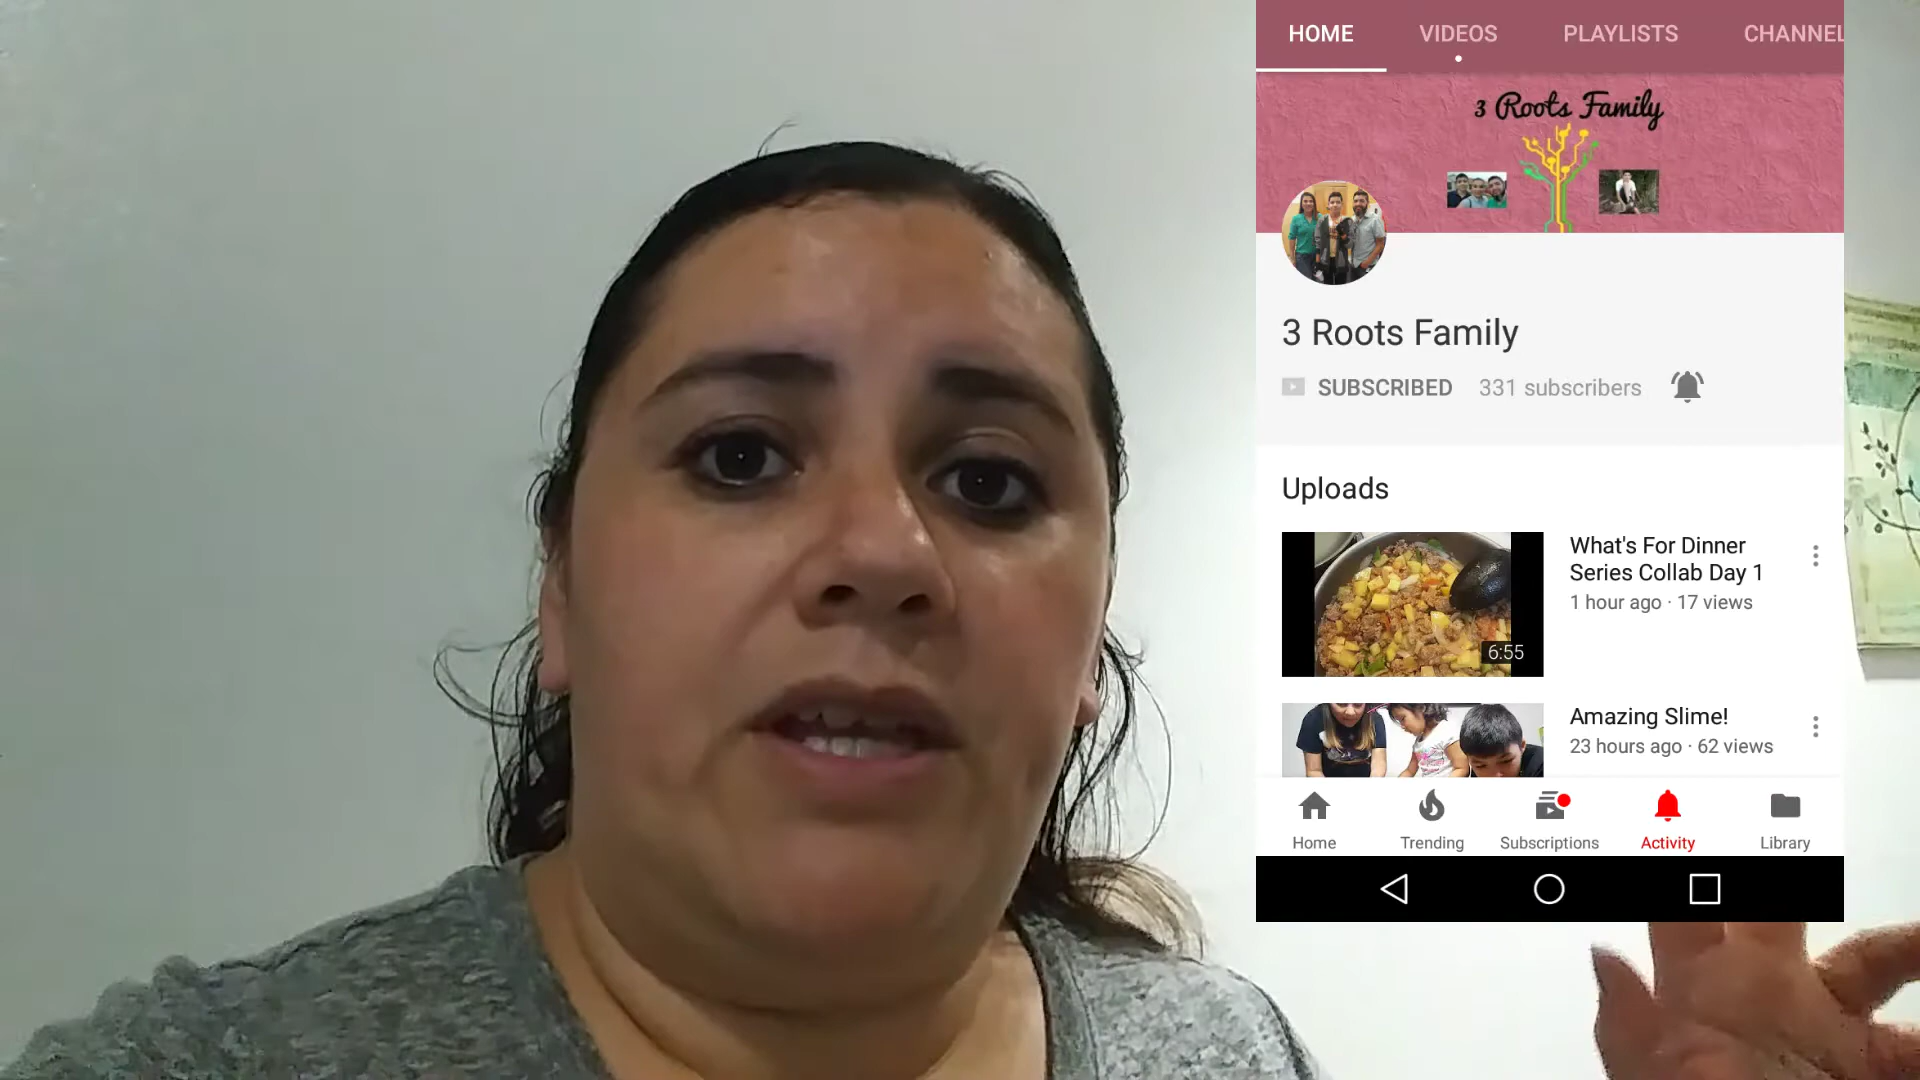 HOME VIDEOS PLAYLISTS CHANNEL
3 Roots Family
3 Roots Family
SUBSCRIBED 331 subscribers
Uploads
What's For Dinner
Series Collab Day 1
1 hour ago · 17 views
6:55
Amazing Slime!
23 hours ago · 62 views
Home Trending Subscriptions Activity Library